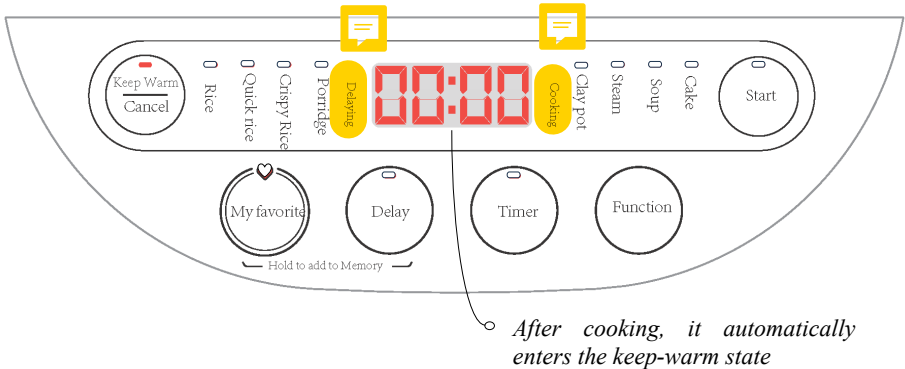 Keep Warm
Cancel
Rice
Quick rice
Crispy Rice
Porridge
Delaying
00:00
Cooking
Clay pot
Steam
Soup
Cake
Start
My favorite
Delay
Timer
Function
Hold to add to Memory
After cooking, it automatically
enters the keep-warm state